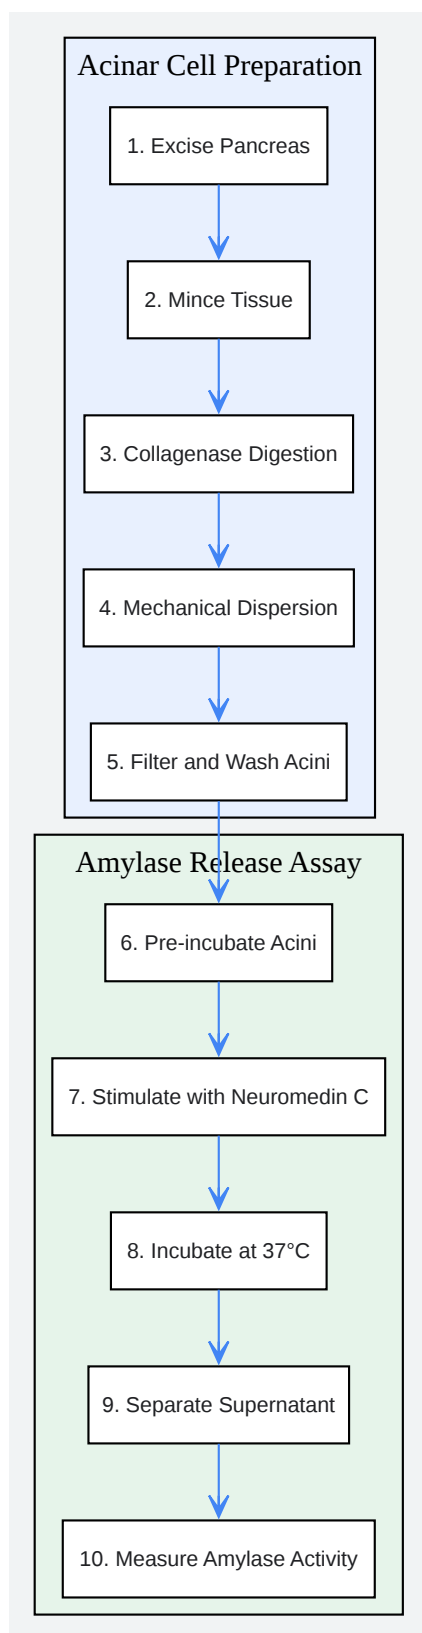 Acinar Cell Preparation
1. Excise Pancreas
2. Mince Tissue
3. Collagenase Digestion
4. Mechanical Dispersion
5. Filter and Wash Acini
Amylase Release Assay
6. Pre-incubate Acini
7. Stimulate with Neuromedin C
8. Incubate at 37°C
9. Separate Supernatant
10. Measure Amylase Activity